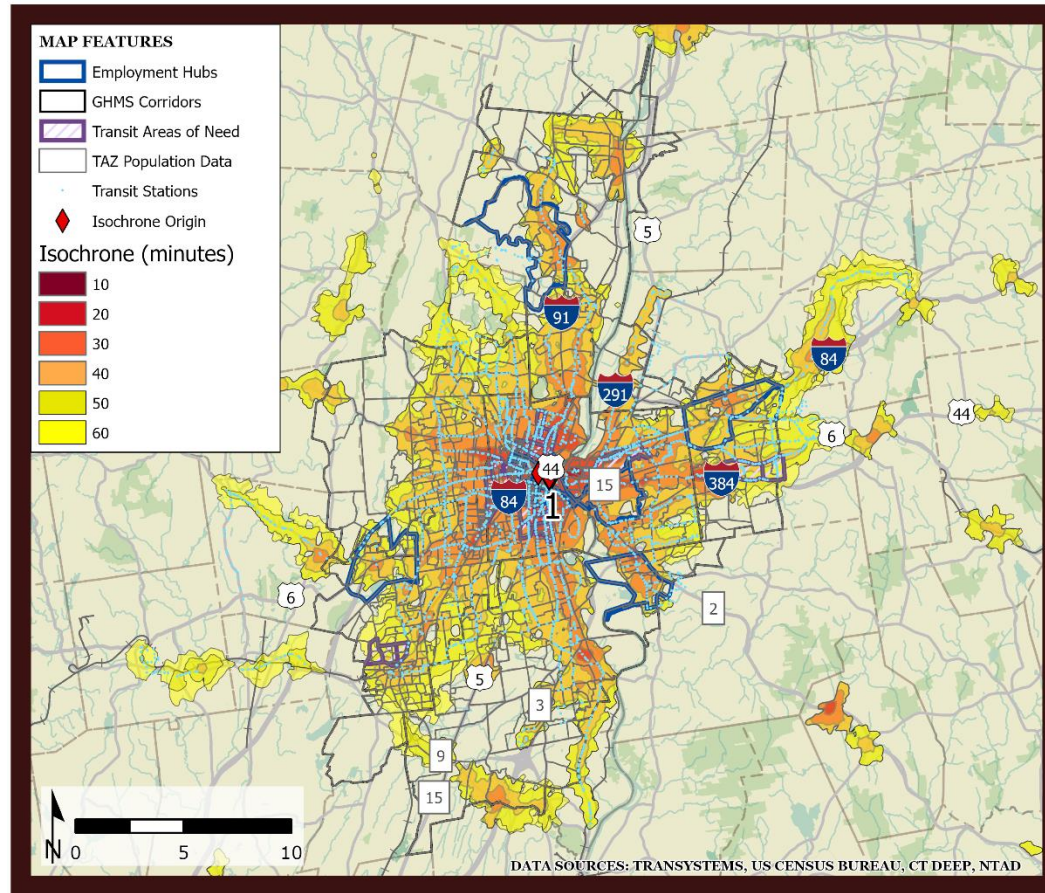 MAP FEATURES
Employment Hubs
GHMS Corridors
Transit Areas of Need
TAZ Population Data
Transit Stations
Isochrone Origin
Isochrone (minutes)
10
20
30
40
50
60
5
91
84
291
44
6
44
15
384
84
1
6
2
5
3
9
15
N
0 5 10
DATA SOURCES: TRANSYSTEMS, US CENSUS BUREAU, CT DEEP, NTAD